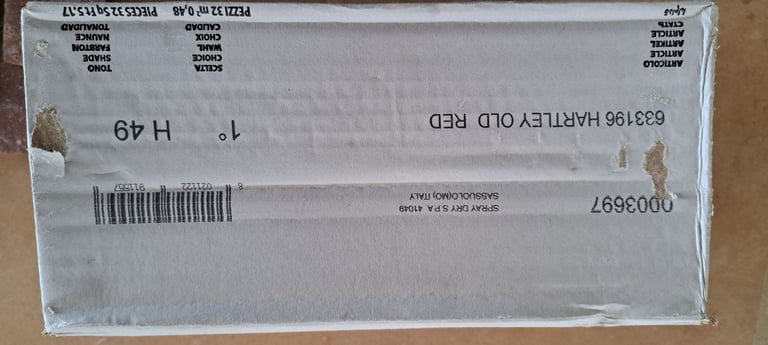 0003697
SPRAY DRY S.P.A. 41049
SASSUOLO(MO) ITALY
8 021122 911557
633196 HARTLEY OLD RED 1° H 49
ARTICOLO SCELTA TONO
ARTICLE CHOICE SHADE
ARTIKEL WAHL FARBTON
ARTICLE CHOIX NAUNCE
СТАТЬ CALIDAD TONALIDAD
PEZZI 32 m² 0,48 PIECES 32 Sq Ft 5.17